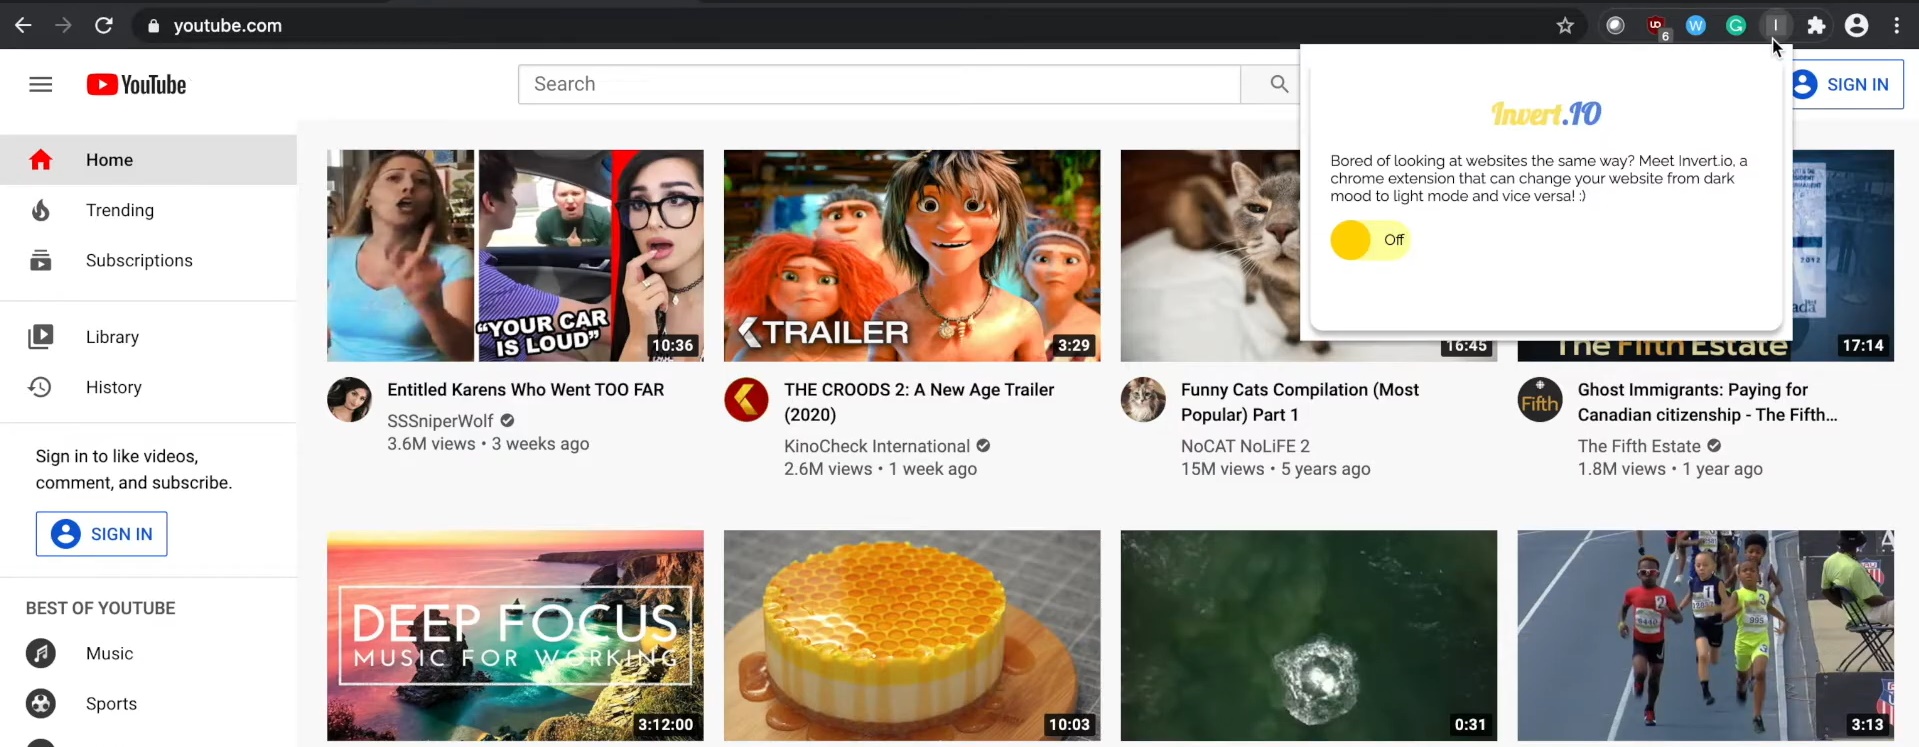 youtube.com
6
YouTube
Search
SIGN IN
Home
Trending
Subscriptions
Library
History
Sign in to like videos,
comment, and subscribe.
SIGN IN
BEST OF YOUTUBE
Music
Sports
Invert.IO
Bored of looking at websites the same way? Meet Invert.io, a
chrome extension that can change your website from dark
mood to light mode and vice versa! :)
Off
"YOUR CAR
IS LOUD"
10:36
Entitled Karens Who Went TOO FAR
SSSniperWolf
3.6M views • 3 weeks ago
TRAILER
3:29
THE CROODS 2: A New Age Trailer
(2020)
KinoCheck International
2.6M views • 1 week ago
16:45
Funny Cats Compilation (Most
Popular) Part 1
NoCAT NoLiFE 2
15M views • 5 years ago
2012
The Fifth Estate
17:14
Fifth
Ghost Immigrants: Paying for
Canadian citizenship - The Fifth...
The Fifth Estate
1.8M views • 1 year ago
DEEP FOCUS
MUSIC FOR WORKING
3:12:00
10:03
0:31
2
1
3
995
3:13